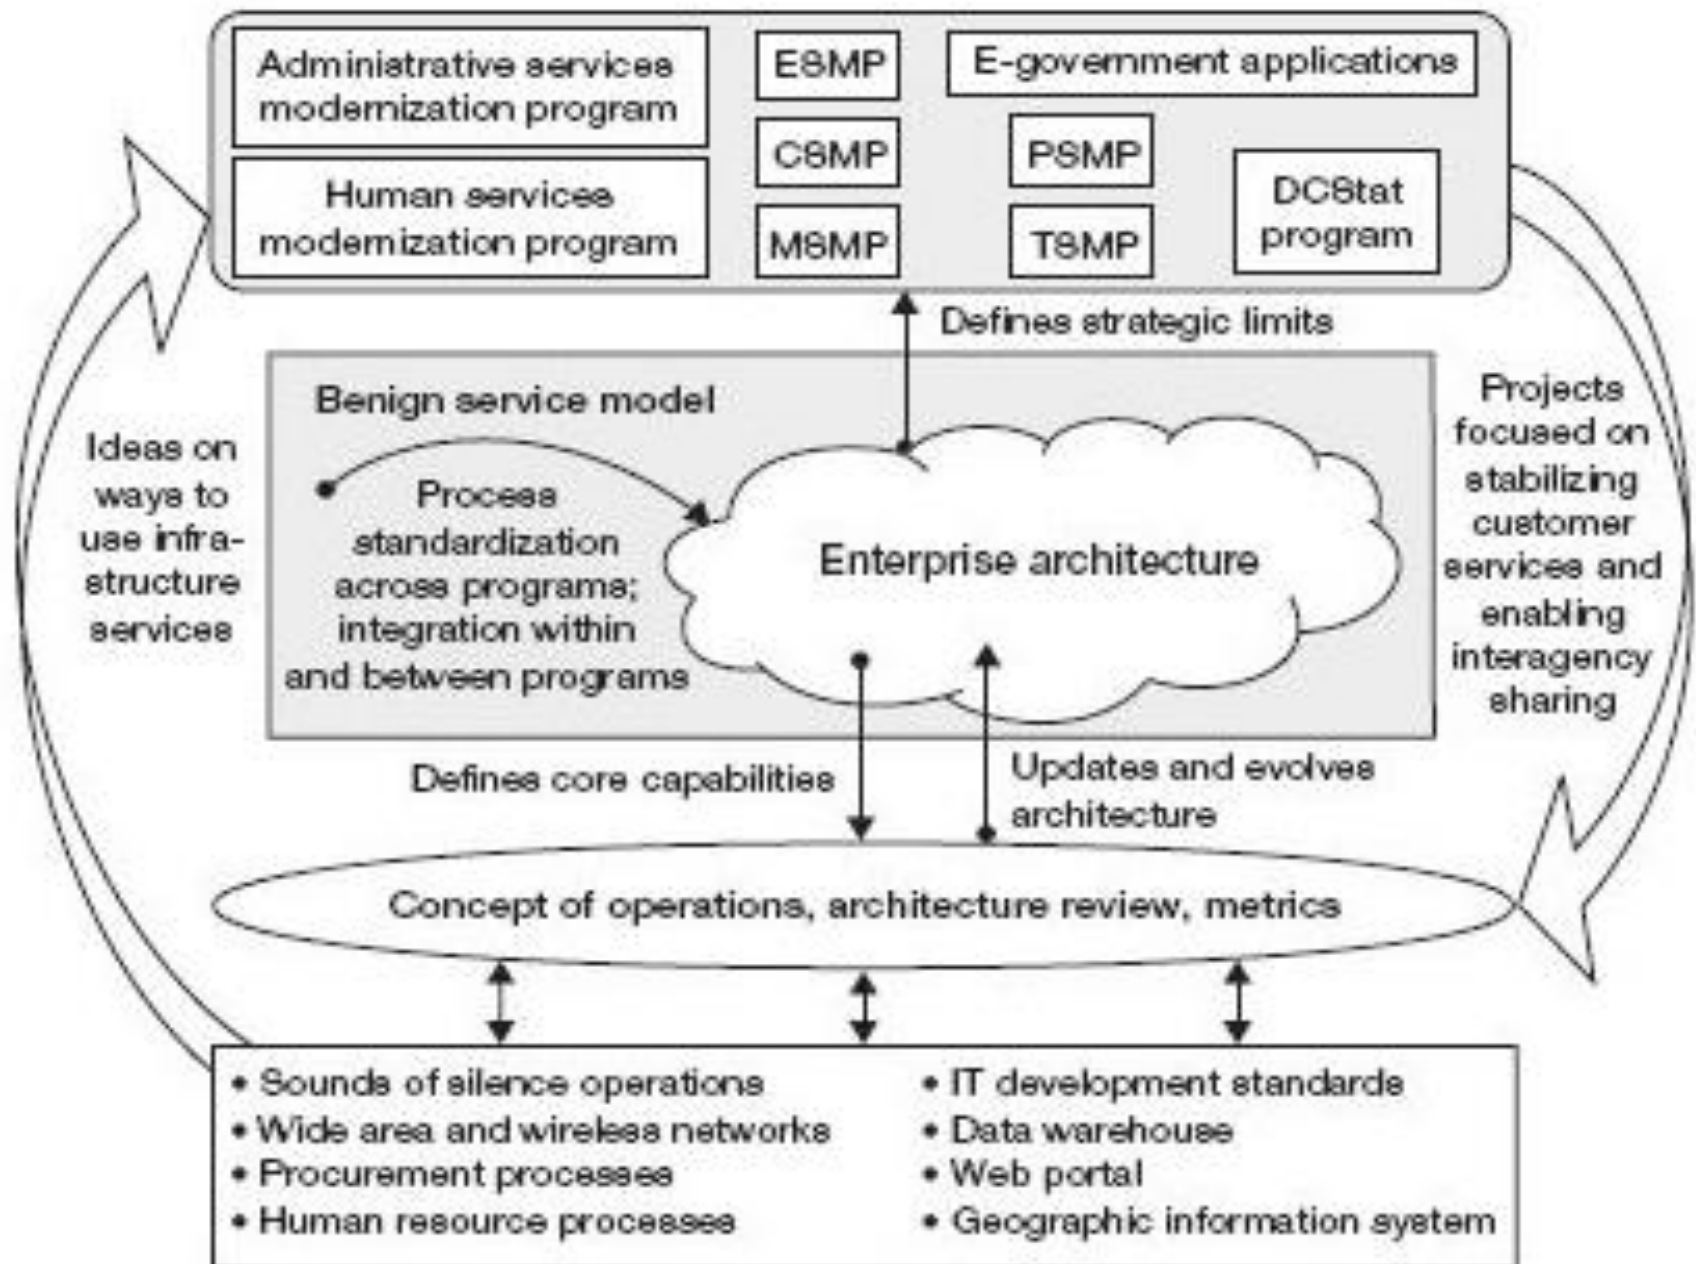 Administrative services
modernization program
Human services
modernization program
ESMP
CSMP
MSMP
E-government applications
PSMP
TSMP
DCStat
program
Defines strategic limits
Ideas on
ways to
use infra-
structure
services
Benign service model
Process
standardization
across programs;
integration within
and between programs
Enterprise architecture
Projects
focused on
stabilizing
customer
services and
enabling
interagency
sharing
Defines core capabilities
Updates and evolves
architecture
Concept of operations, architecture review, metrics
• Sounds of silence operations
• Wide area and wireless networks
• Procurement processes
• Human resource processes
• IT development standards
• Data warehouse
• Web portal
• Geographic information system